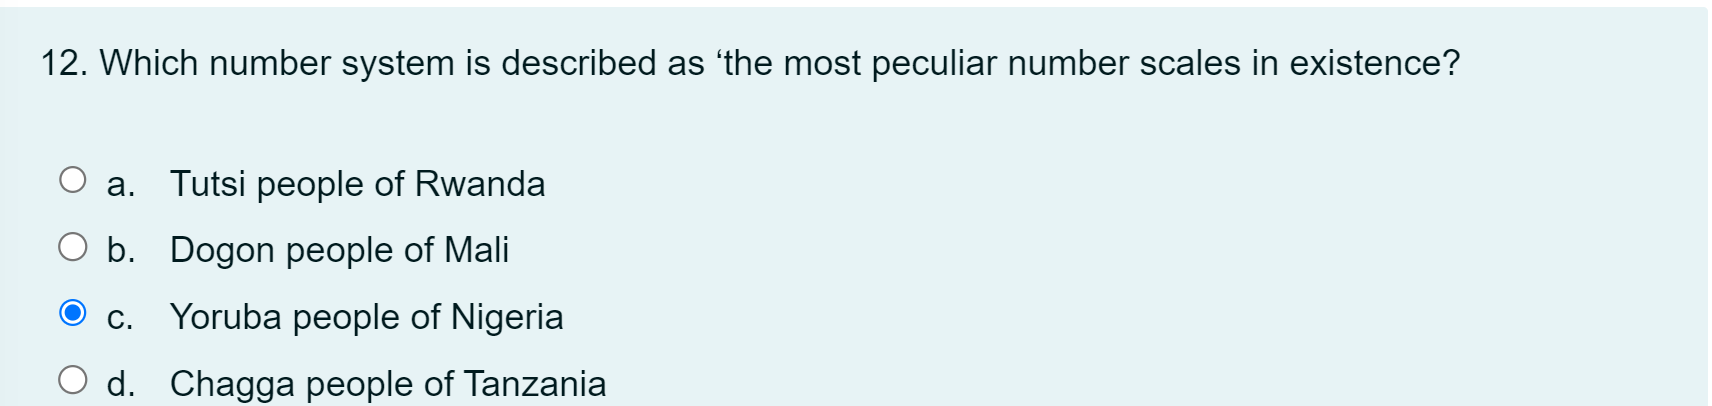 12. Which number system is described as ‘the most peculiar number scales in existence?
a. Tutsi people of Rwanda
b. Dogon people of Mali
c. Yoruba people of Nigeria
d. Chagga people of Tanzania